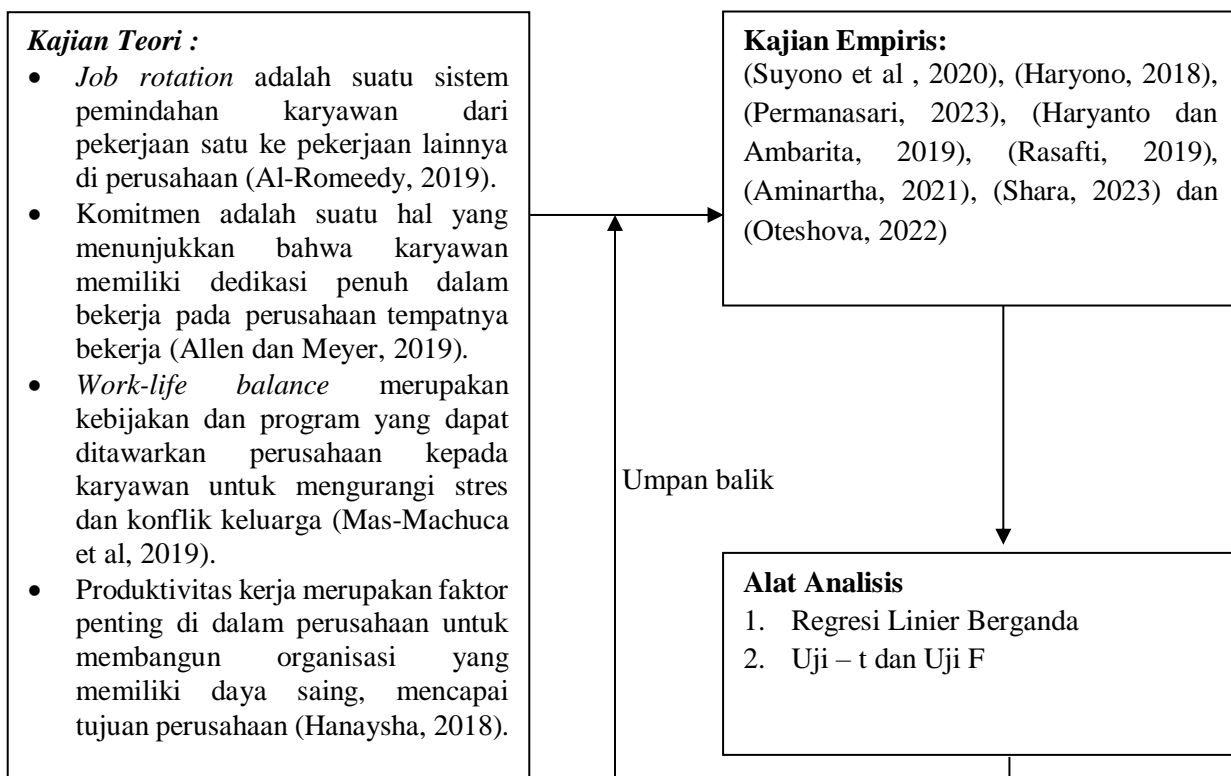 Kajian Teori :
• Job rotation adalah suatu sistem
pemindahan karyawan dari
pekerjaan satu ke pekerjaan lainnya
di perusahaan (Al-Romeedy, 2019).
• Komitmen adalah suatu hal yang
menunjukkan bahwa karyawan
memiliki dedikasi penuh dalam
bekerja pada perusahaan tempatnya
bekerja (Allen dan Meyer, 2019).
• Work-life balance merupakan
kebijakan dan program yang dapat
ditawarkan perusahaan kepada
karyawan untuk mengurangi stres
dan konflik keluarga (Mas-Machuca
et al, 2019).
• Produktivitas kerja merupakan faktor
penting di dalam perusahaan untuk
membangun organisasi yang
memiliki daya saing, mencapai
tujuan perusahaan (Hanaysha, 2018).
Kajian Empiris:
(Suyono et al , 2020), (Haryono, 2018),
(Permanasari, 2023), (Haryanto dan
Ambarita, 2019), (Rasafti, 2019),
(Aminartha, 2021), (Shara, 2023) dan
(Oteshova, 2022)
Umpan balik
Alat Analisis
1. Regresi Linier Berganda
2. Uji – t dan Uji F